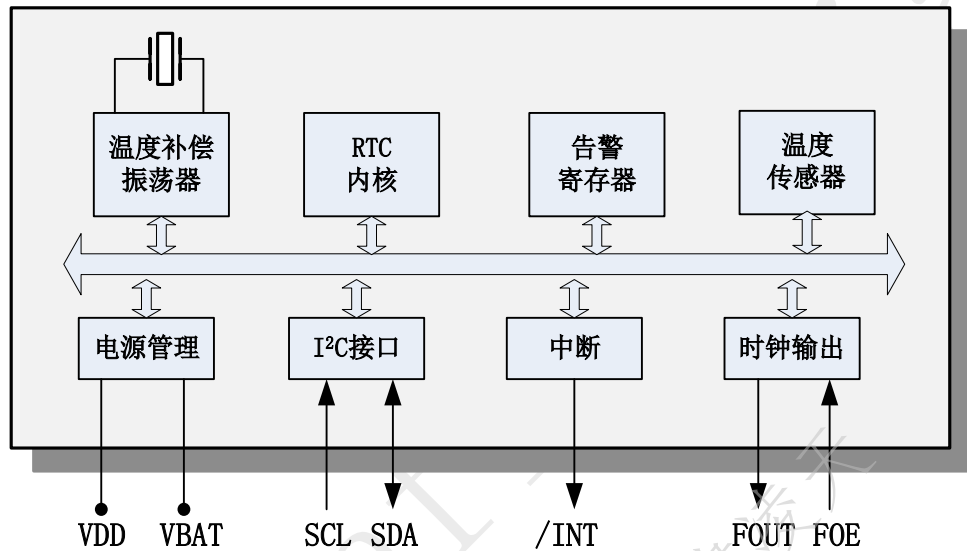 温度补偿
振荡器
RTC
内核
告警
寄存器
温度
传感器
电源管理
I²C接口
中断
时钟输出
VDD VBAT SCL SDA /INT FOUT FOE